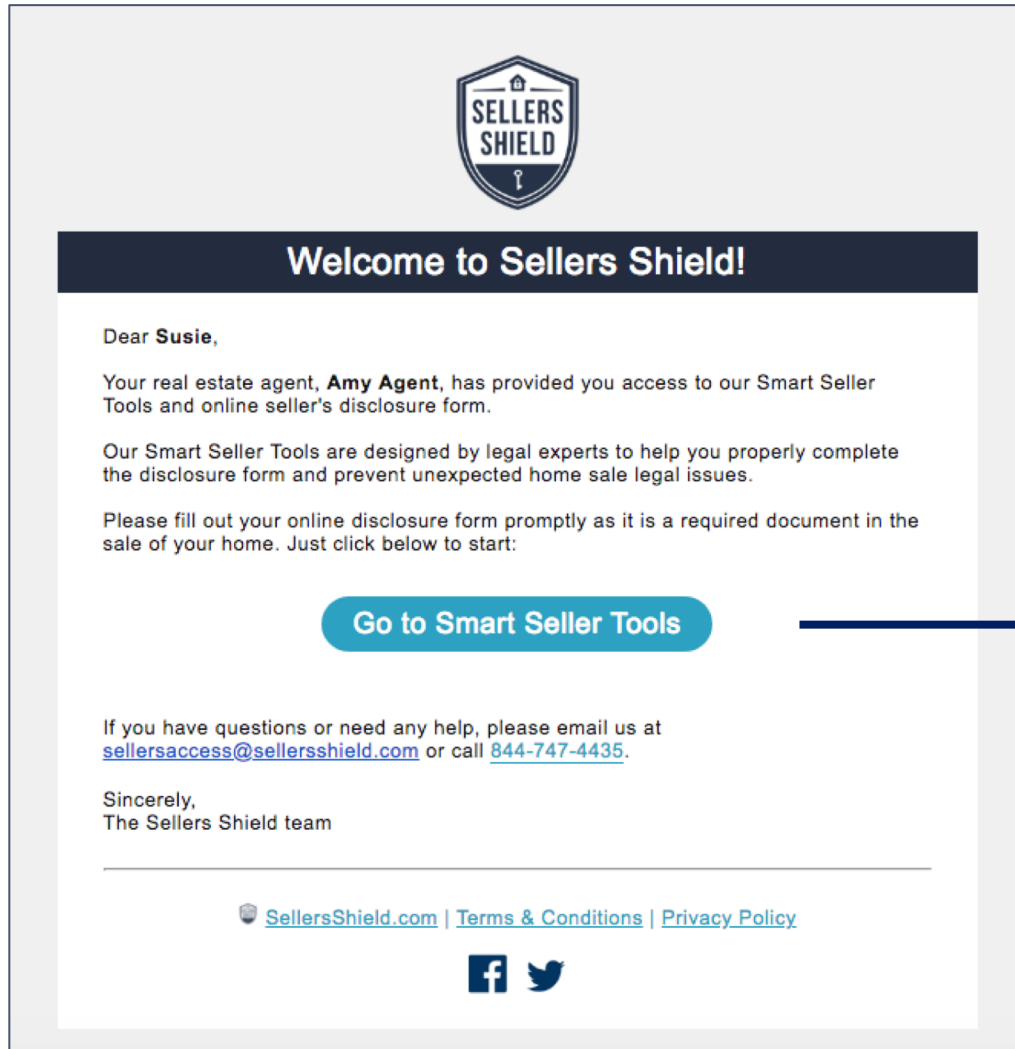 SELLERS
SHIELD
Welcome to Sellers Shield!
Dear Susie,
Your real estate agent, Amy Agent, has provided you access to our Smart Seller
Tools and online seller's disclosure form.
Our Smart Seller Tools are designed by legal experts to help you properly complete
the disclosure form and prevent unexpected home sale legal issues.
Please fill out your online disclosure form promptly as it is a required document in the
sale of your home. Just click below to start:
Go to Smart Seller Tools
If you have questions or need any help, please email us at
sellersaccess@sellersshield.com or call 844-747-4435.
Sincerely,
The Sellers Shield team
SellersShield.com | Terms & Conditions | Privacy Policy